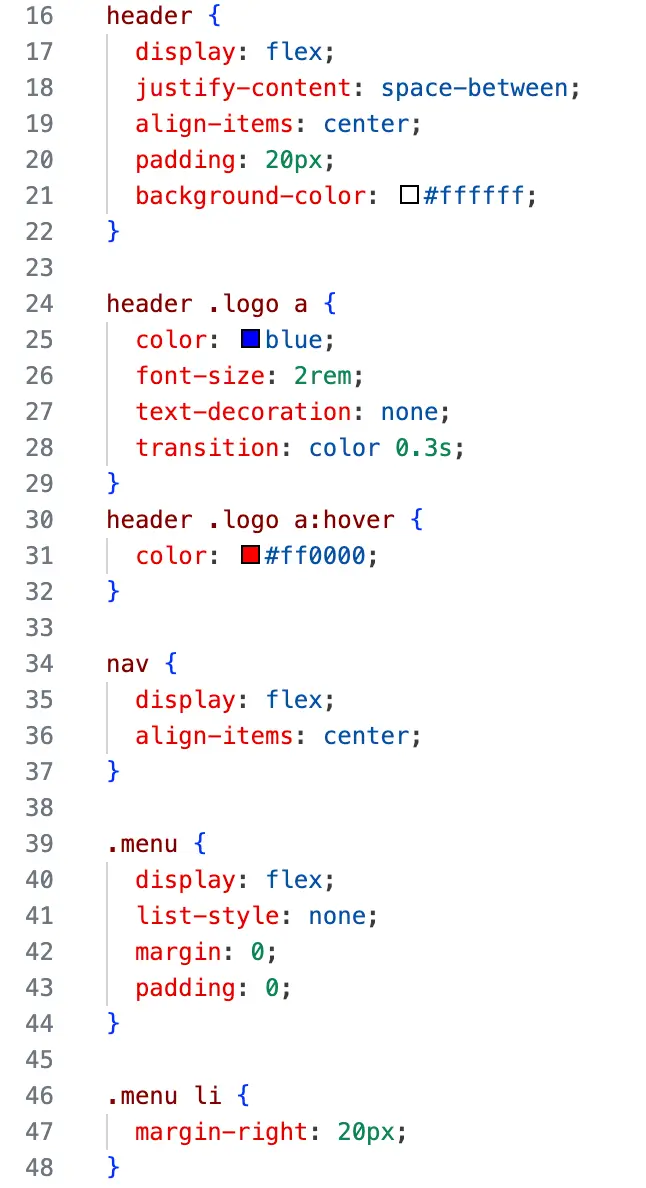 16 header {
17 display: flex;
18 justify-content: space-between;
19 align-items: center;
20 padding: 20px;
21 background-color: #ffffff;
22 }
23
24 header .logo a {
25 color: blue;
26 font-size: 2rem;
27 text-decoration: none;
28 transition: color 0.3s;
29 }
30 header .logo a:hover {
31 color: #ff0000;
32 }
33
34 nav {
35 display: flex;
36 align-items: center;
37 }
38
39 .menu {
40 display: flex;
41 list-style: none;
42 margin: 0;
43 padding: 0;
44 }
45
46 .menu li {
47 margin-right: 20px;
48 }